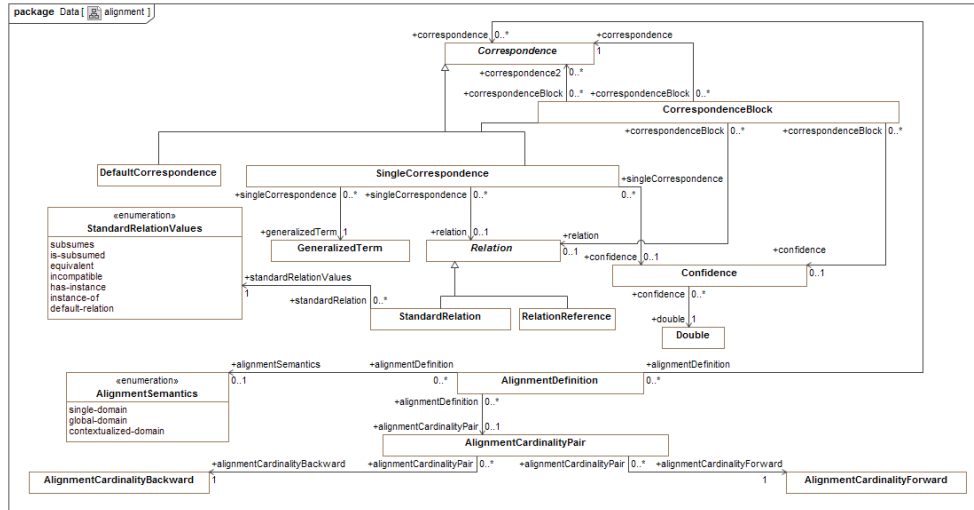 package Data [ alignment ]
+correspondence 0..*
+correspondence
Correspondence
1
+correspondence2 0..*
+correspondenceBlock 0..* +correspondenceBlock 0..*
CorrespondenceBlock
+correspondenceBlock 0..* +correspondenceBlock 0..*
DefaultCorrespondence
SingleCorrespondence
+singleCorrespondence
+singleCorrespondence 0..* +singleCorrespondence 0..* 0..*
«enumeration»
StandardRelationValues
subsumes
is-subsumed
equivalent
incompatible
has-instance
instance-of
default-relation
+generalizedTerm 1
+relation 0..1
+relation
GeneralizedTerm
Relation
0..1
+confidence 0..1
+confidence
Confidence
0..1
+standardRelationValues
1
+standardRelation 0..*
+confidence 0..*
StandardRelation
RelationReference
+double 1
Double
+alignmentSemantics
+alignmentDefinition
+alignmentDefinition
«enumeration»
AlignmentSemantics
single-domain
global-domain
contextualized-domain
0..1
0..*
AlignmentDefinition
0..*
+alignmentDefinition 0..*
+alignmentCardinalityPair 0..1
AlignmentCardinalityPair
+alignmentCardinalityBackward +alignmentCardinalityPair 0..* +alignmentCardinalityPair 0..* +alignmentCardinalityForward
AlignmentCardinalityBackward
1
1
AlignmentCardinalityForward